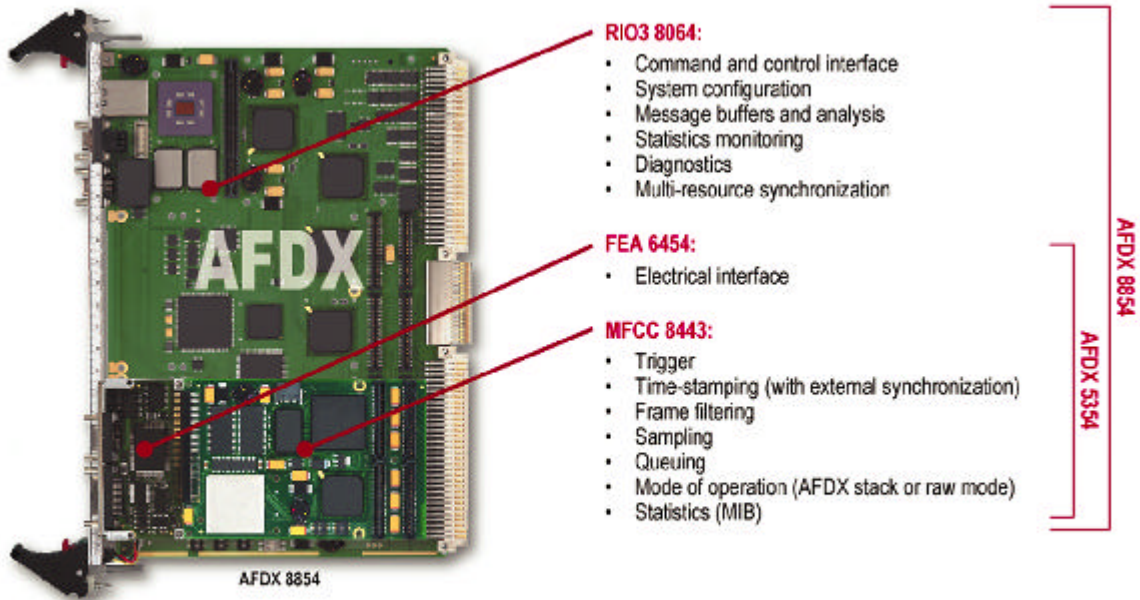 RIO3 8064:
• Command and control interface
• System configuration
• Message buffers and analysis
• Statistics monitoring
• Diagnostics
• Multi-resource synchronization
FEA 6454:
• Electrical interface
MFCC 8443:
• Trigger
• Time-stamping (with external synchronization)
• Frame filtering
• Sampling
• Queuing
• Mode of operation (AFDX stack or raw mode)
• Statistics (MIB)
AFDX 8854
AFDX 5354
AFDX
AFDX 8854